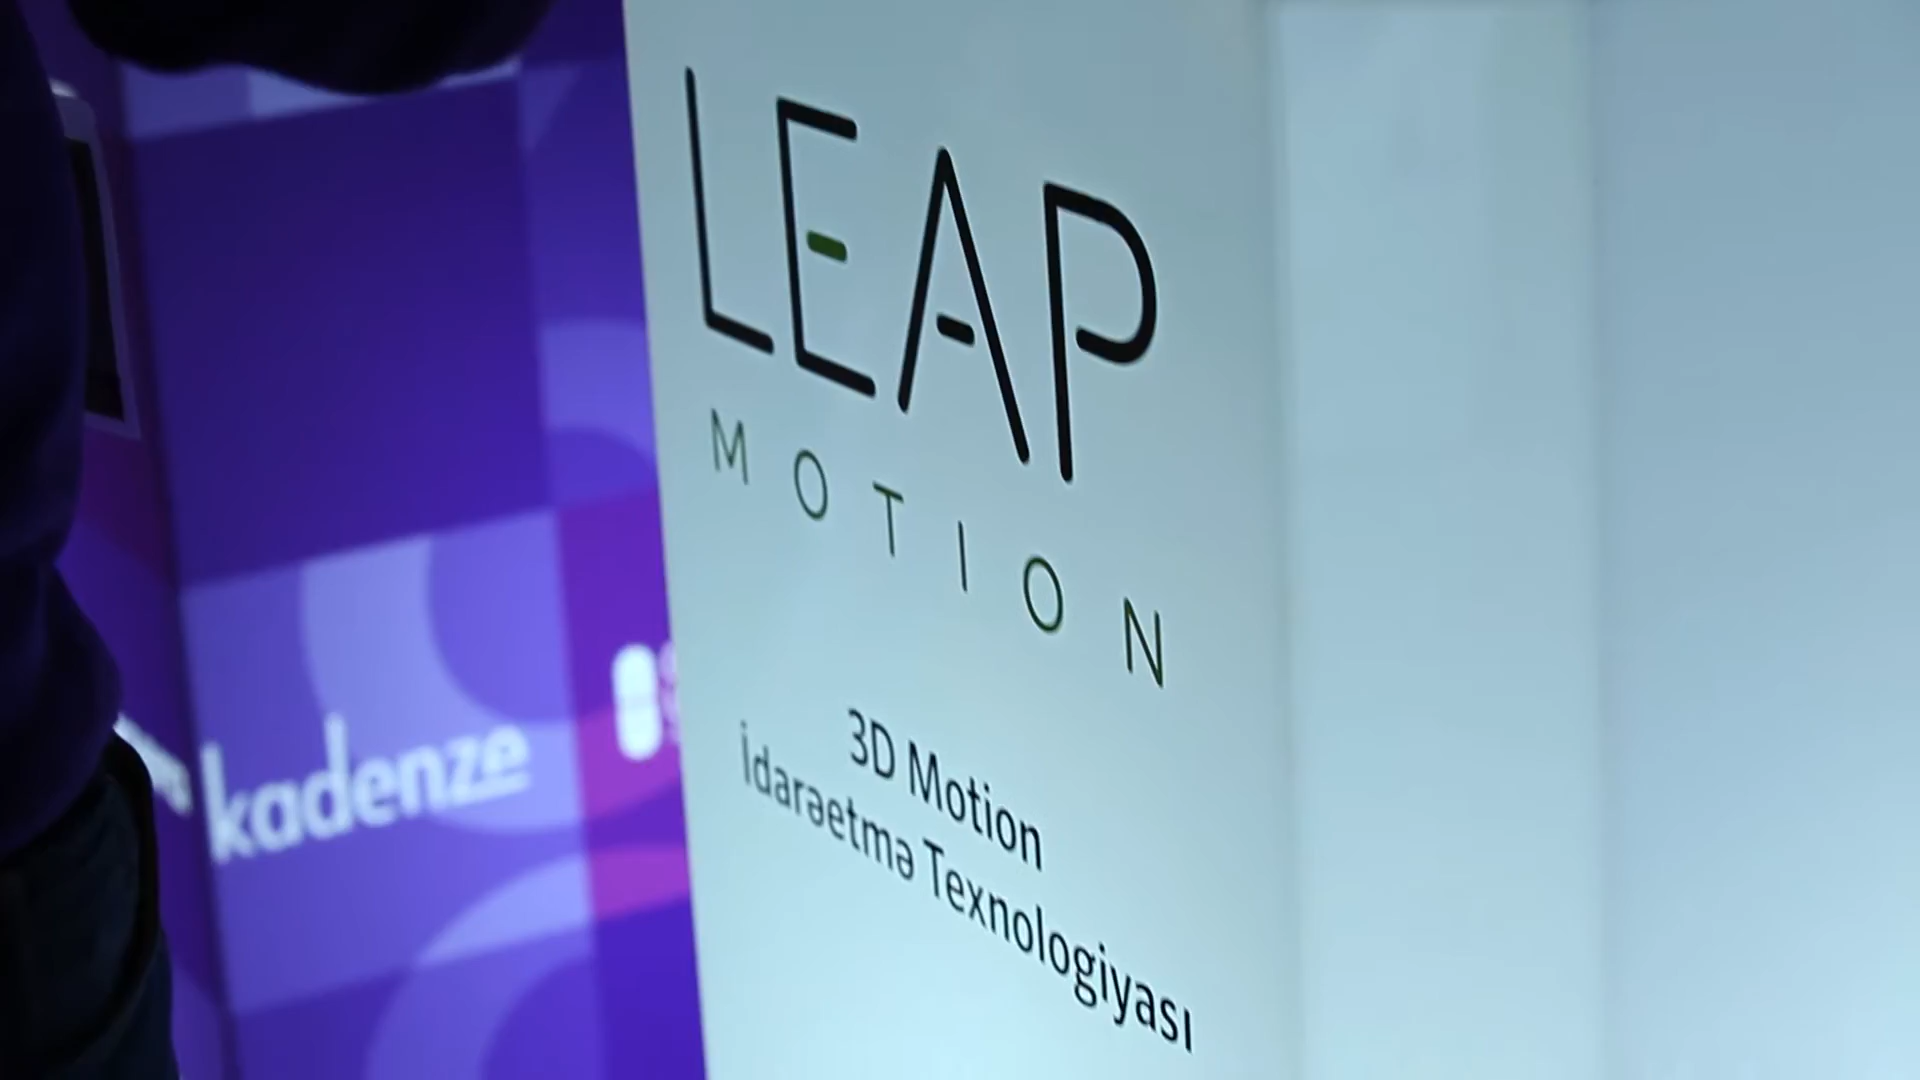 LEAP
MOTION
3D Motion
İdarəetmə Texnologiyası
kadenze